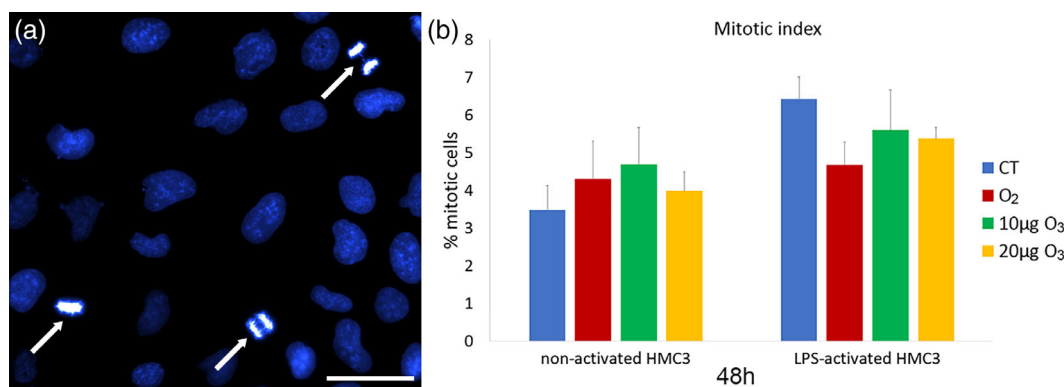 (a)
(b)
Mitotic index
% mitotic cells
8
7
6
5
4
3
2
1
0
non-activated HMC3
LPS-activated HMC3
48h
CT
O₂
10µg O₃
20µg O₃